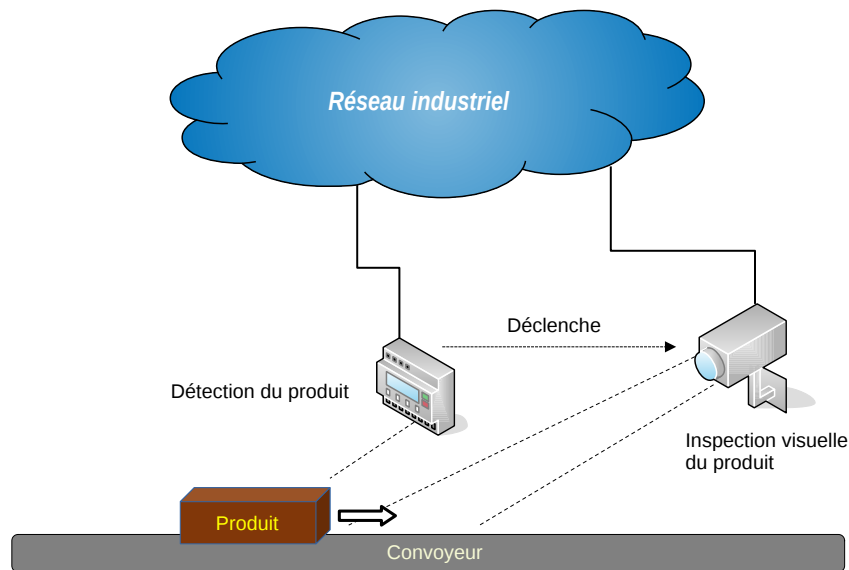 Réseau industriel
Déclenche
Détection du produit
Inspection visuelle
du produit
Produit
Convoyeur